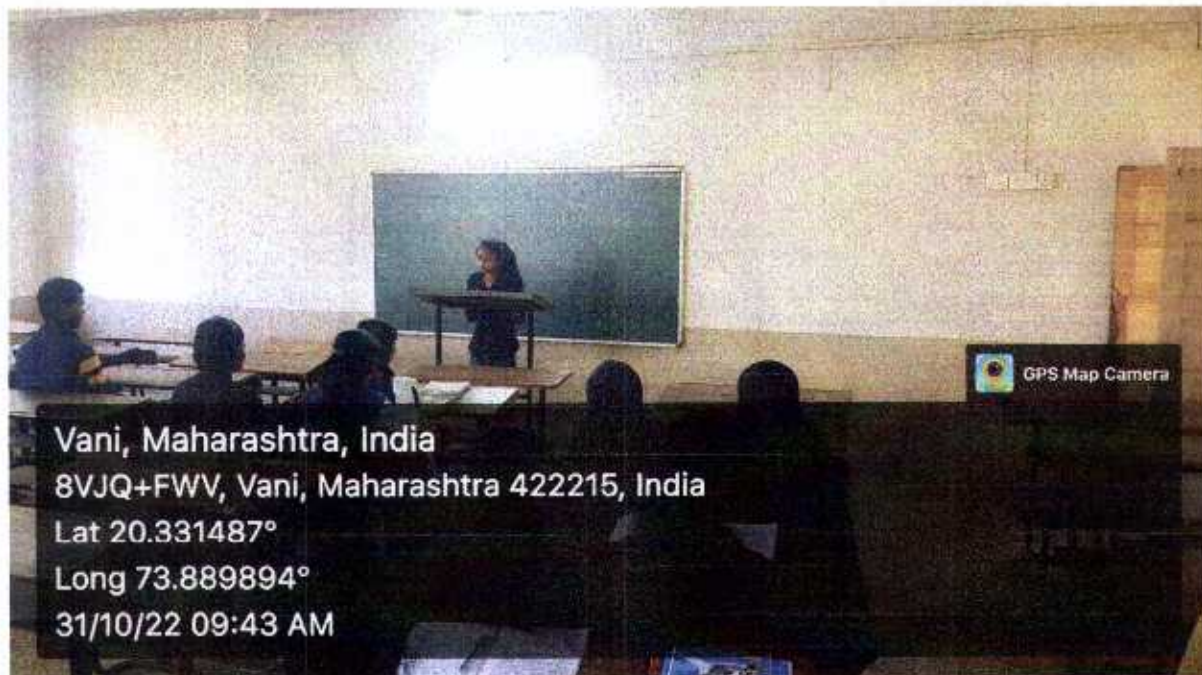 GPS Map Camera
Vani, Maharashtra, India
8VJQ+FWV, Vani, Maharashtra 422215, India
Lat 20.331487°
Long 73.889894°
31/10/22 09:43 AM